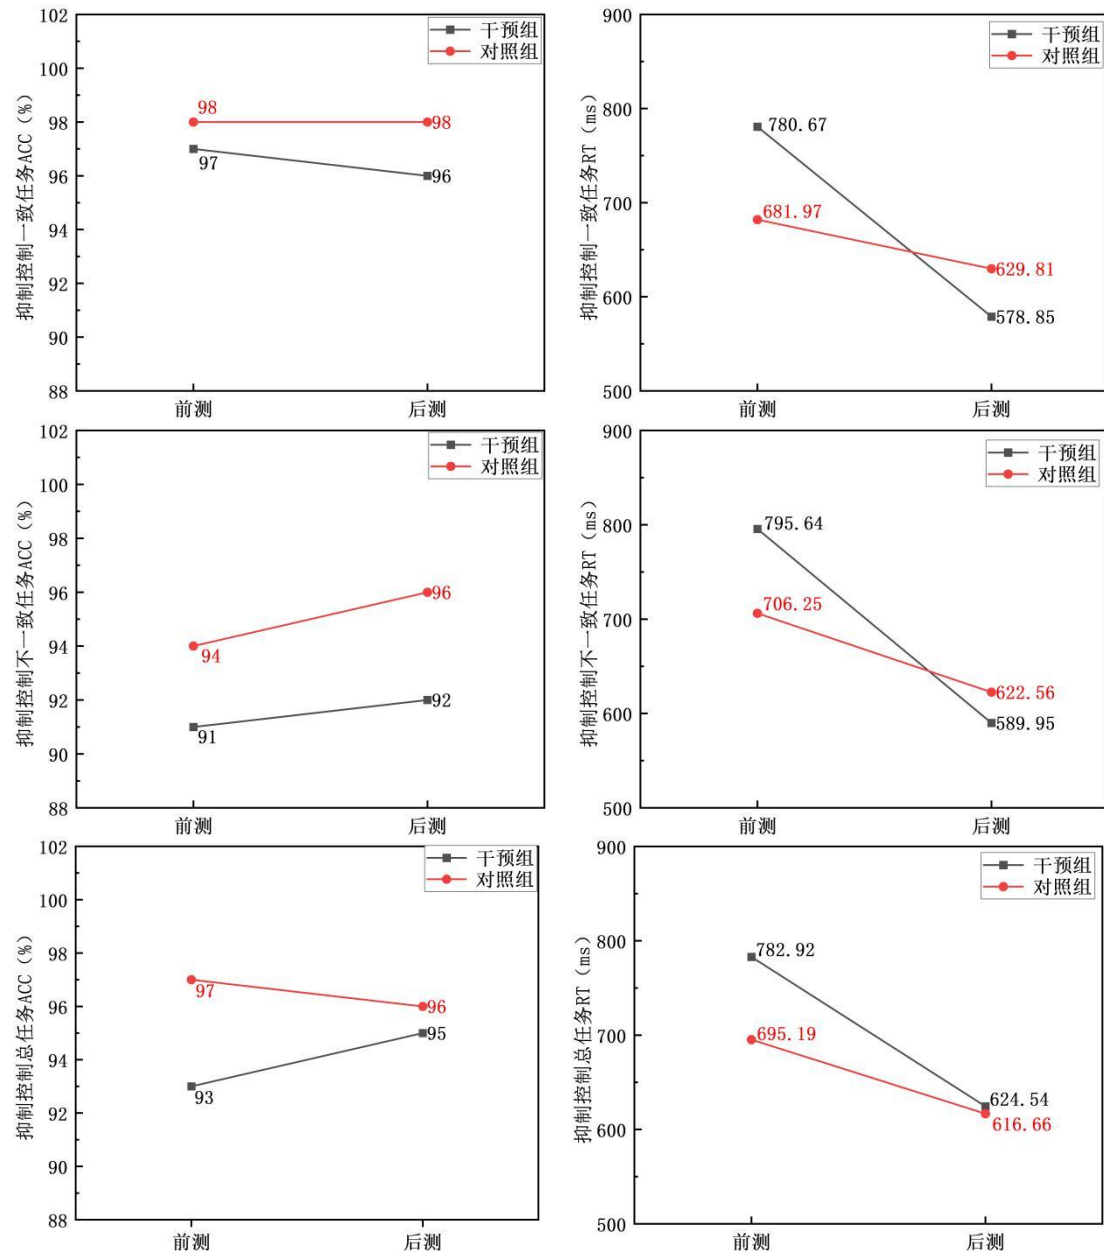 抑制控制一致任务ACC（%）
102
100
98
96
94
92
90
88
干预组
对照组
98
98
97
96
前测
后测
抑制控制一致任务RT（ms）
900
800
700
600
500
干预组
对照组
780.67
681.97
629.81
578.85
前测
后测
抑制控制不一致任务ACC（%）
102
100
98
96
94
92
90
88
干预组
对照组
96
94
92
91
前测
后测
抑制控制不一致任务RT（ms）
900
800
700
600
500
干预组
对照组
795.64
706.25
622.56
589.95
前测
后测
抑制控制总任务ACC（%）
102
100
98
96
94
92
90
88
干预组
对照组
97
96
95
93
前测
后测
抑制控制总任务RT（ms）
900
800
700
600
500
干预组
对照组
782.92
695.19
624.54
616.66
前测
后测